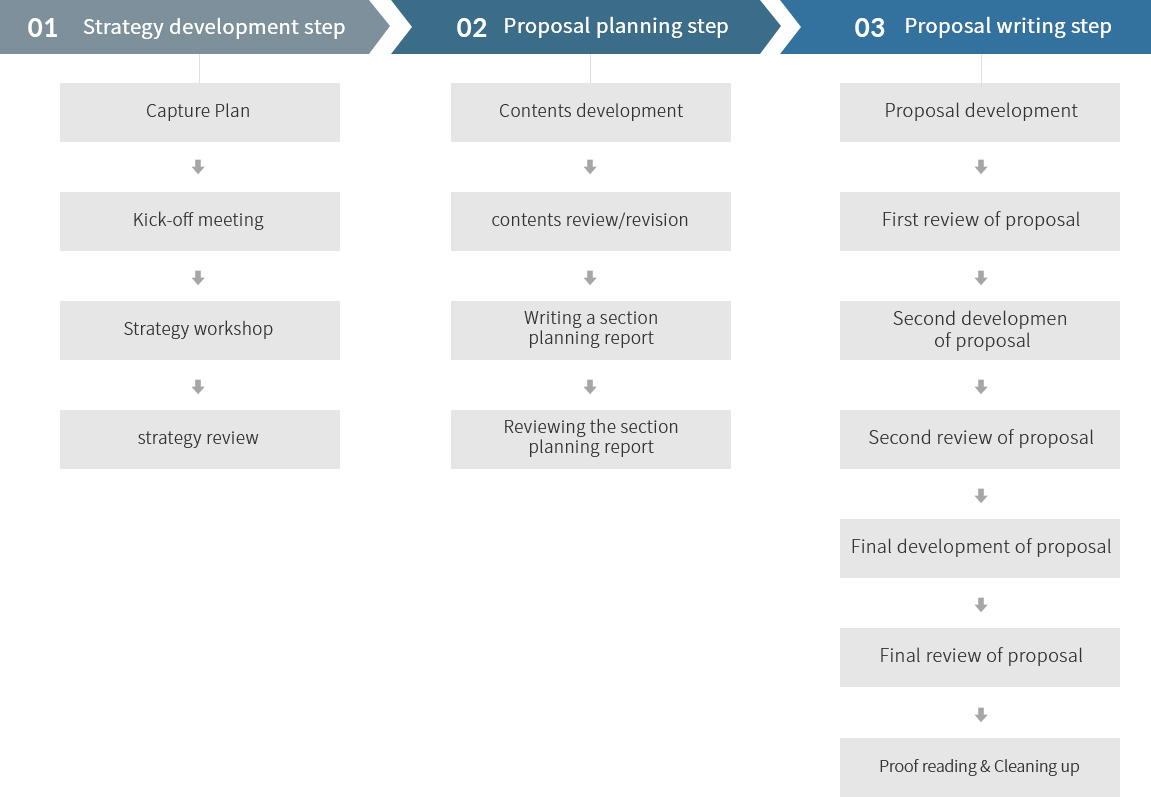 01 Strategy development step
Capture Plan
Kick-off meeting
Strategy workshop
strategy review
02 Proposal planning step
Contents development
contents review/revision
Writing a section
planning report
Reviewing the section
planning report
03 Proposal writing step
Proposal development
First review of proposal
Second developmen
of proposal
Second review of proposal
Final development of proposal
Final review of proposal
Proof reading & Cleaning up